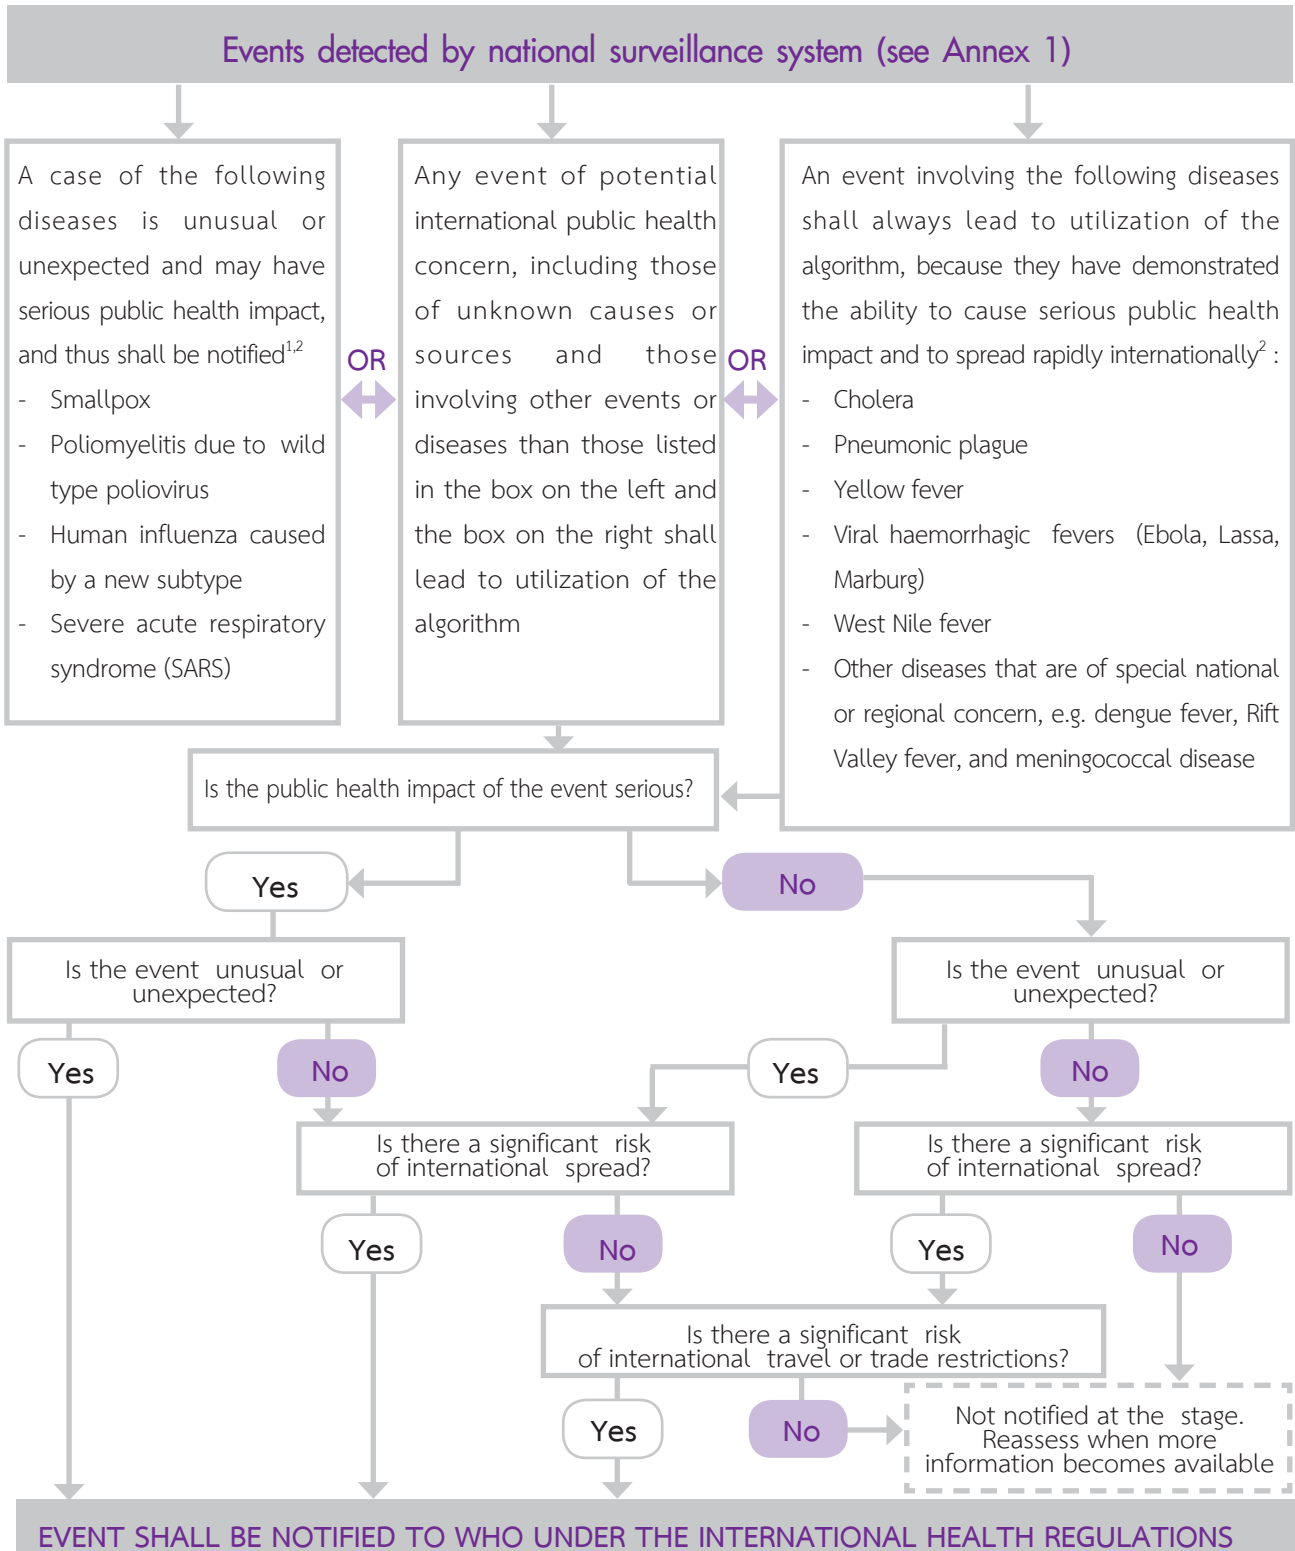 Events detected by national surveillance system (see Annex 1)
A case of the following
diseases is unusual or
unexpected and may have
serious public health impact,
and thus shall be notified1,2
- Smallpox
- Poliomyelitis due to wild
type poliovirus
- Human influenza caused
by a new subtype
- Severe acute respiratory
syndrome (SARS)
OR
Any event of potential
international public health
concern, including those
of unknown causes or
sources and those
involving other events or
diseases than those listed
in the box on the left and
the box on the right shall
lead to utilization of the
algorithm
OR
An event involving the following diseases
shall always lead to utilization of the
algorithm, because they have demonstrated
the ability to cause serious public health
impact and to spread rapidly internationally2 :
- Cholera
- Pneumonic plague
- Yellow fever
- Viral haemorrhagic fevers (Ebola, Lassa,
Marburg)
- West Nile fever
- Other diseases that are of special national
or regional concern, e.g. dengue fever, Rift
Valley fever, and meningococcal disease
Is the public health impact of the event serious?
Yes
No
Is the event unusual or
unexpected?
Is the event unusual or
unexpected?
Yes
No
Yes
No
Is there a significant risk
of international spread?
Is there a significant risk
of international spread?
Yes
No
Yes
No
Is there a significant risk
of international travel or trade restrictions?
Yes
No
Not notified at the stage.
Reassess when more
information becomes available
EVENT SHALL BE NOTIFIED TO WHO UNDER THE INTERNATIONAL HEALTH REGULATIONS